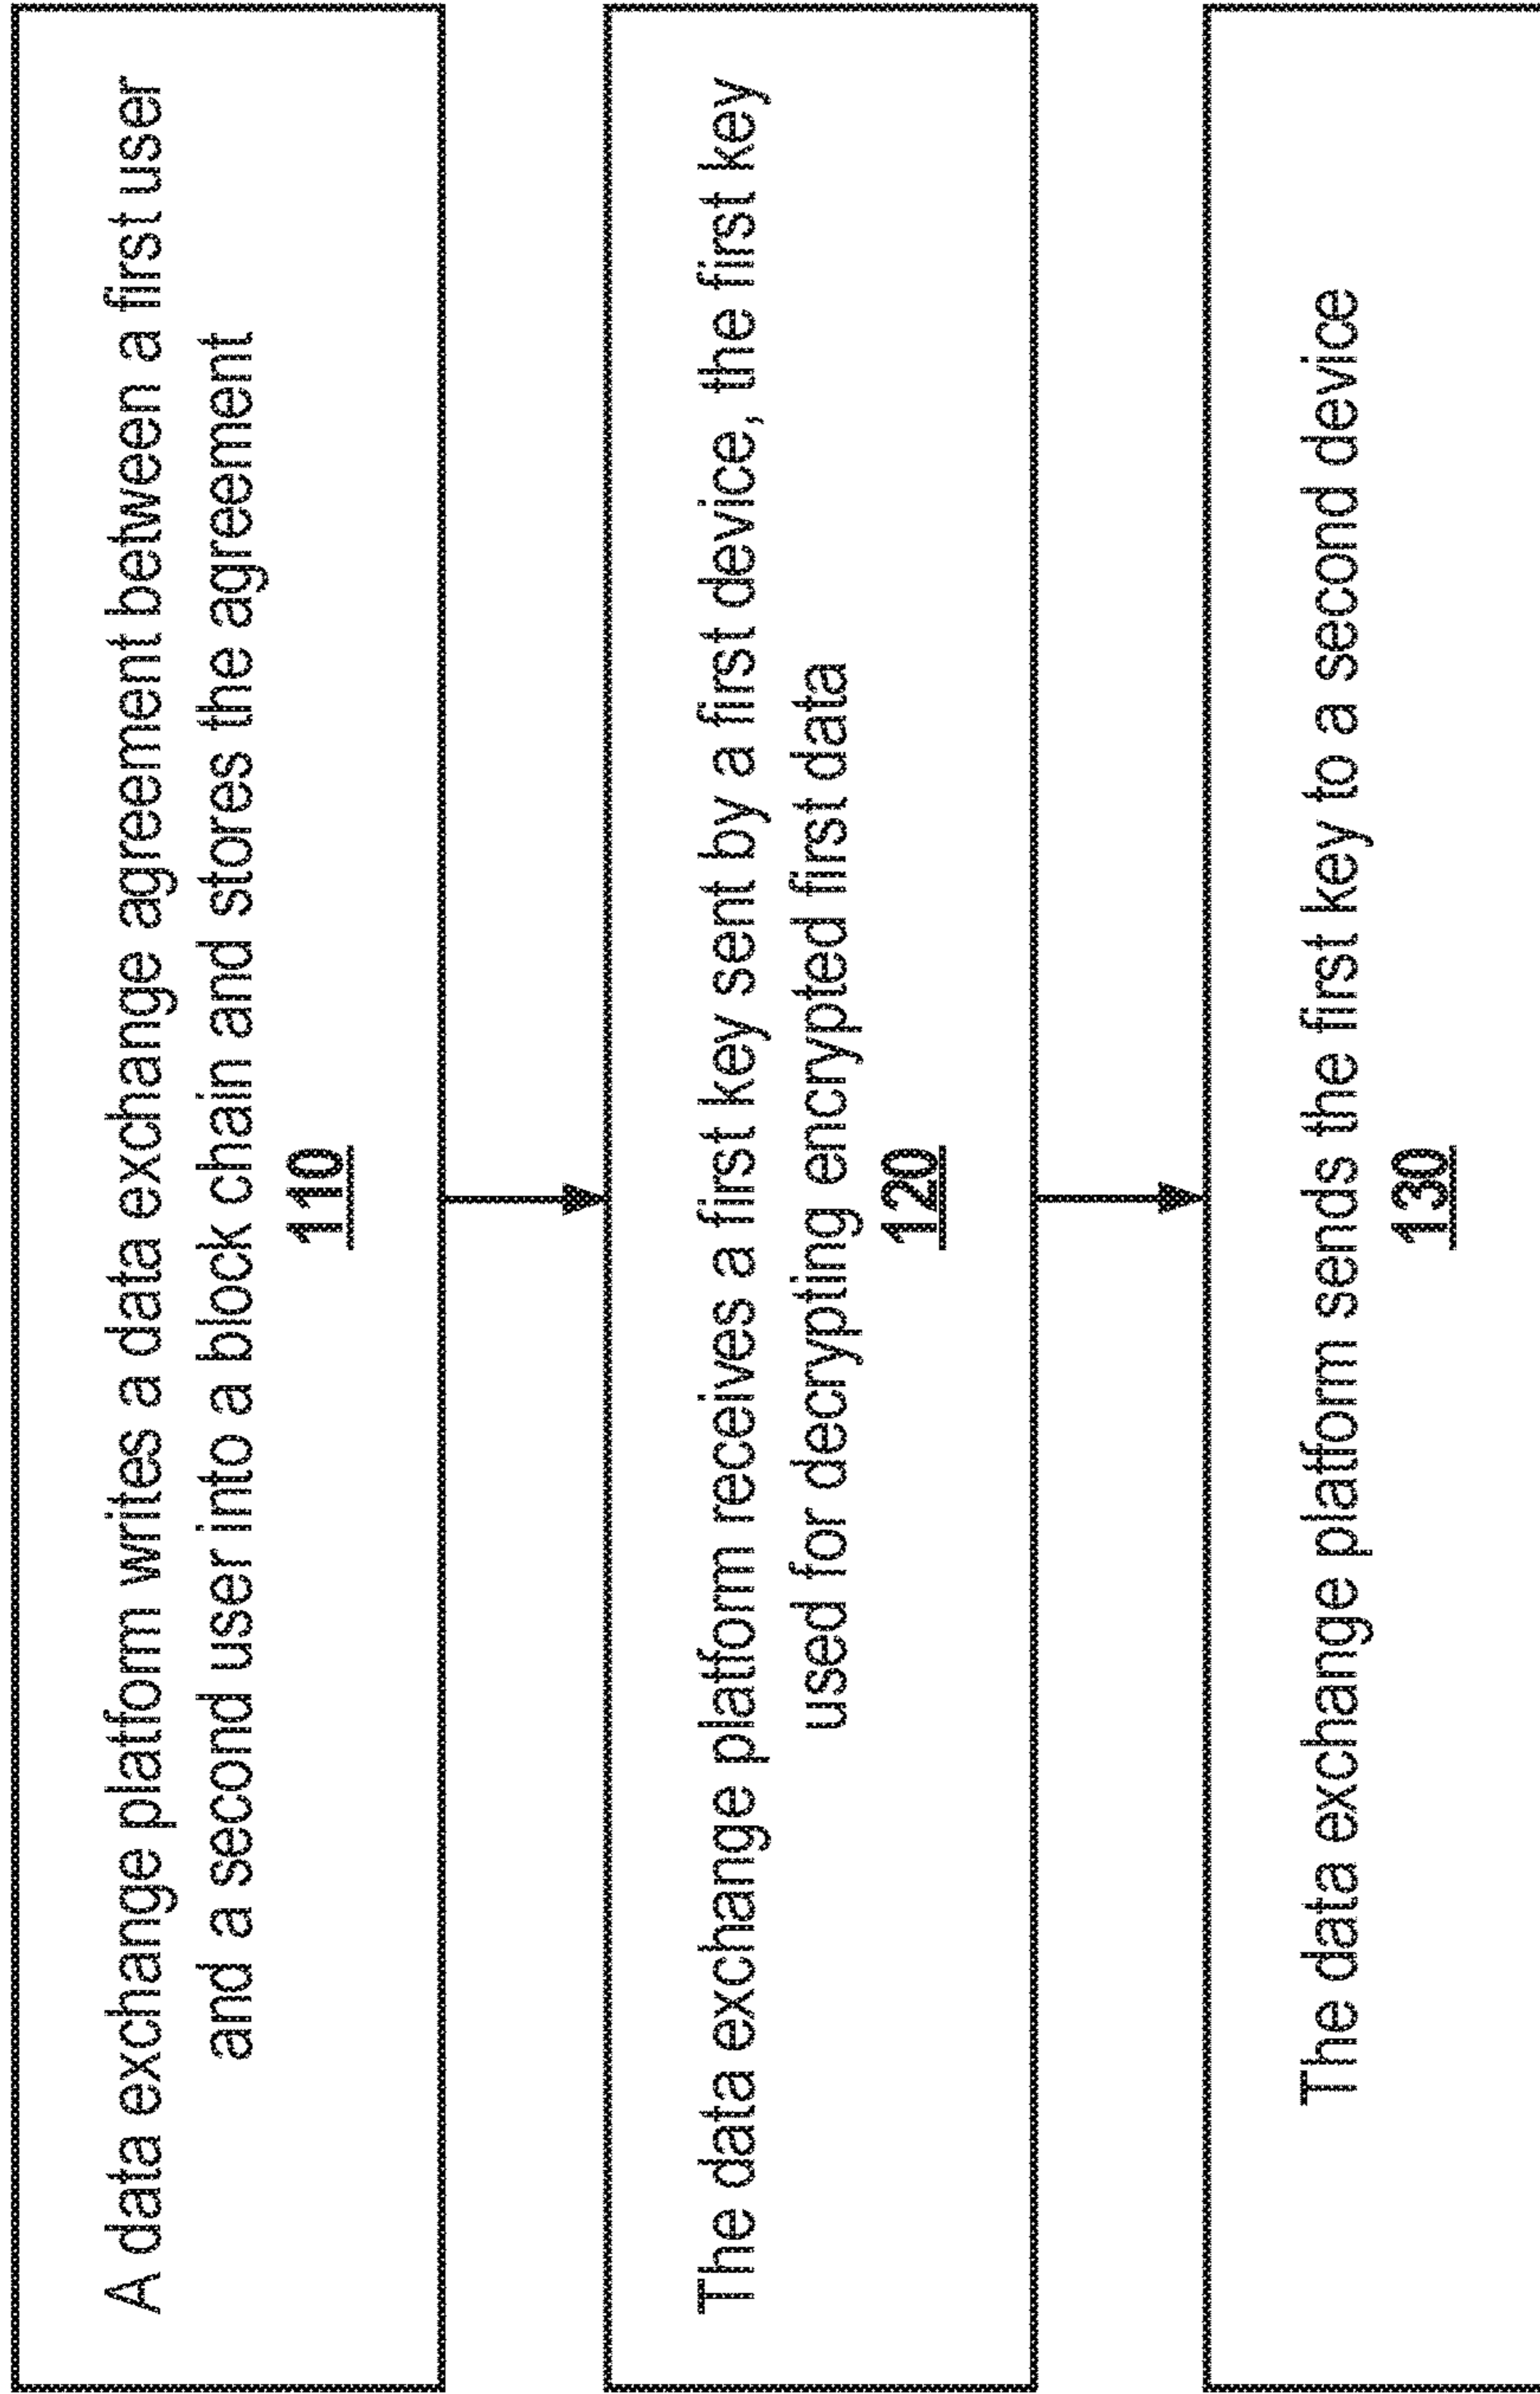 A data exchange platform writes a data exchange agreement between a first user
and a second user into a block chain and stores the agreement
110
The data exchange platform receives a first key sent by a first device, the first key
used for decrypting encrypted first data
120
The data exchange platform sends the first key to a second device
130